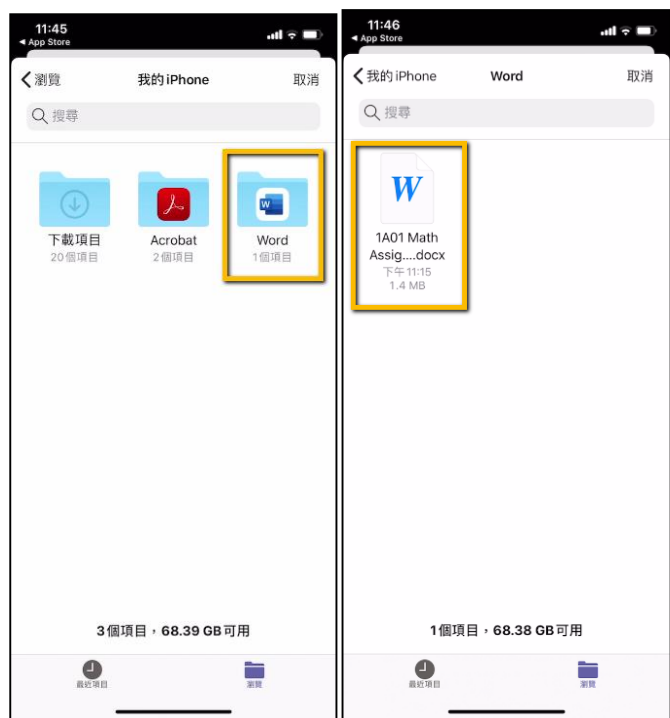 11:45
◀ App Store
瀏覽
我的 iPhone
取消
搜尋
下載項目
20 個項目
Acrobat
2 個項目
Word
1 個項目
3 個項目，68.39 GB 可用
最近項目
瀏覽
11:46
◀ App Store
我的 iPhone
Word
取消
搜尋
W
1A01 Math
Assig....docx
下午 11:15
1.4 MB
1 個項目，68.38 GB 可用
最近項目
瀏覽